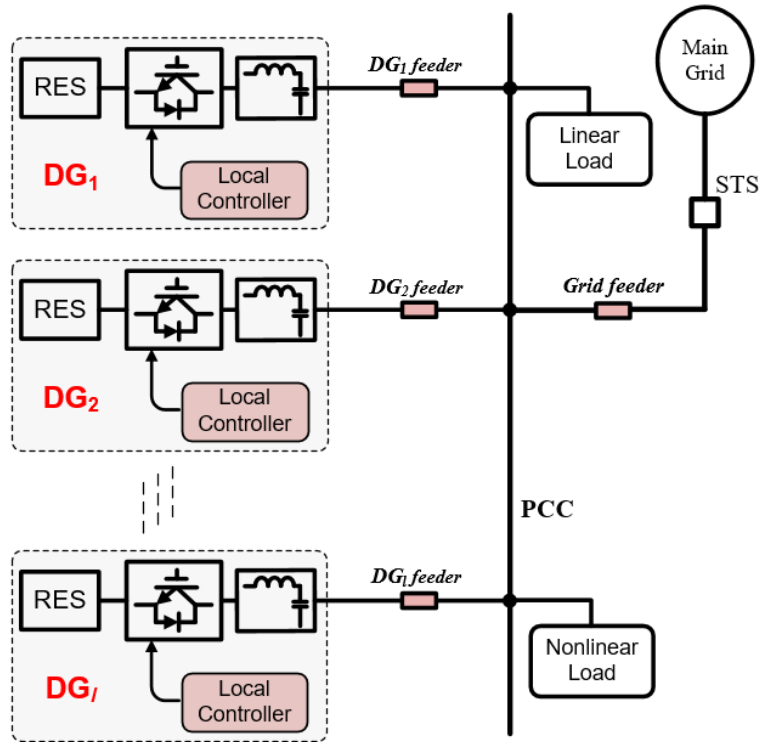 RES
DG₁
Local
Controller
DG₁ feeder
Linear
Load
Main
Grid
STS
RES
DG₂
Local
Controller
DG₂ feeder
Grid feeder
PCC
RES
DGₗ
Local
Controller
DGₗ feeder
Nonlinear
Load